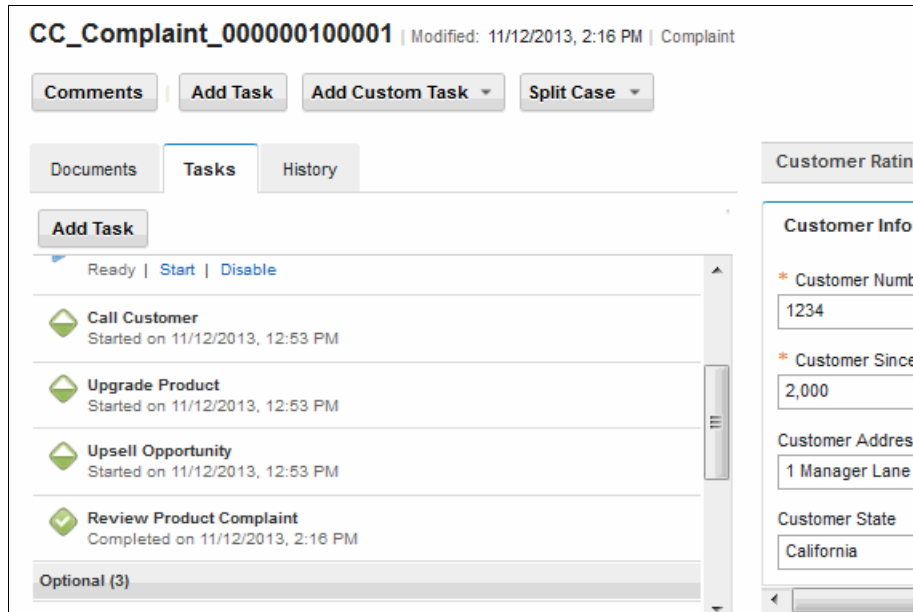 CC_Complaint_000000100001 | Modified: 11/12/2013, 2:16 PM | Complaint
Comments Add Task Add Custom Task Split Case
Documents Tasks History
Add Task
Ready | Start | Disable
Call Customer
Started on 11/12/2013, 12:53 PM
Upgrade Product
Started on 11/12/2013, 12:53 PM
Upsell Opportunity
Started on 11/12/2013, 12:53 PM
Review Product Complaint
Completed on 11/12/2013, 2:16 PM
Optional (3)
Customer Ratin
Customer Info
* Customer Numb
1234
* Customer Since
2,000
Customer Addres
1 Manager Lane
Customer State
California